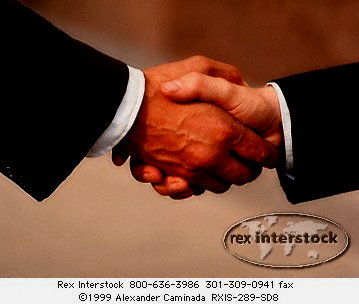 rex interstock
Rex Interstock 800-636-3986 301-309-0941 fax
©1999 Alexander Caminada RXIS-289-SD8